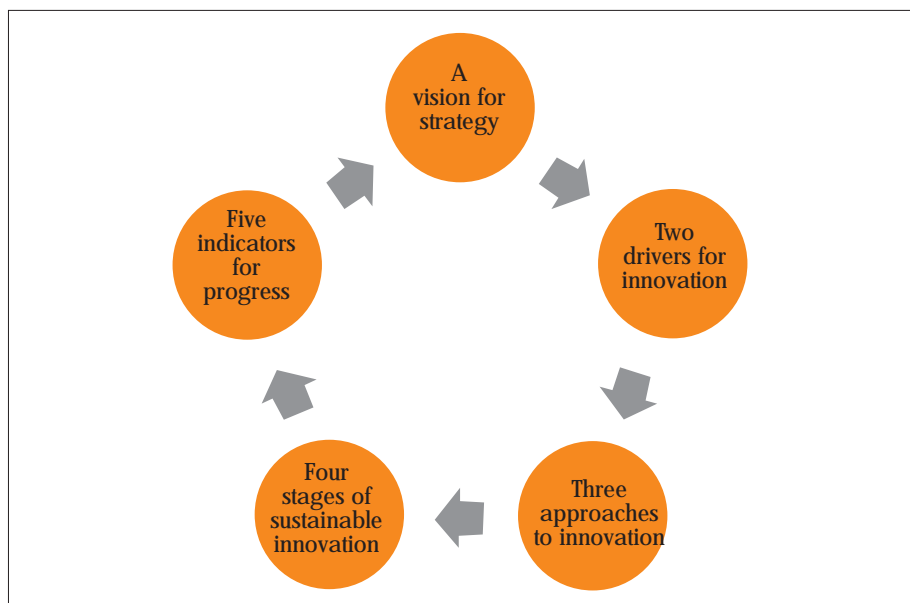 A
vision for
strategy
Two
drivers for
innovation
Three
approaches
to innovation
Four
stages of
sustainable
innovation
Five
indicators
for
progress